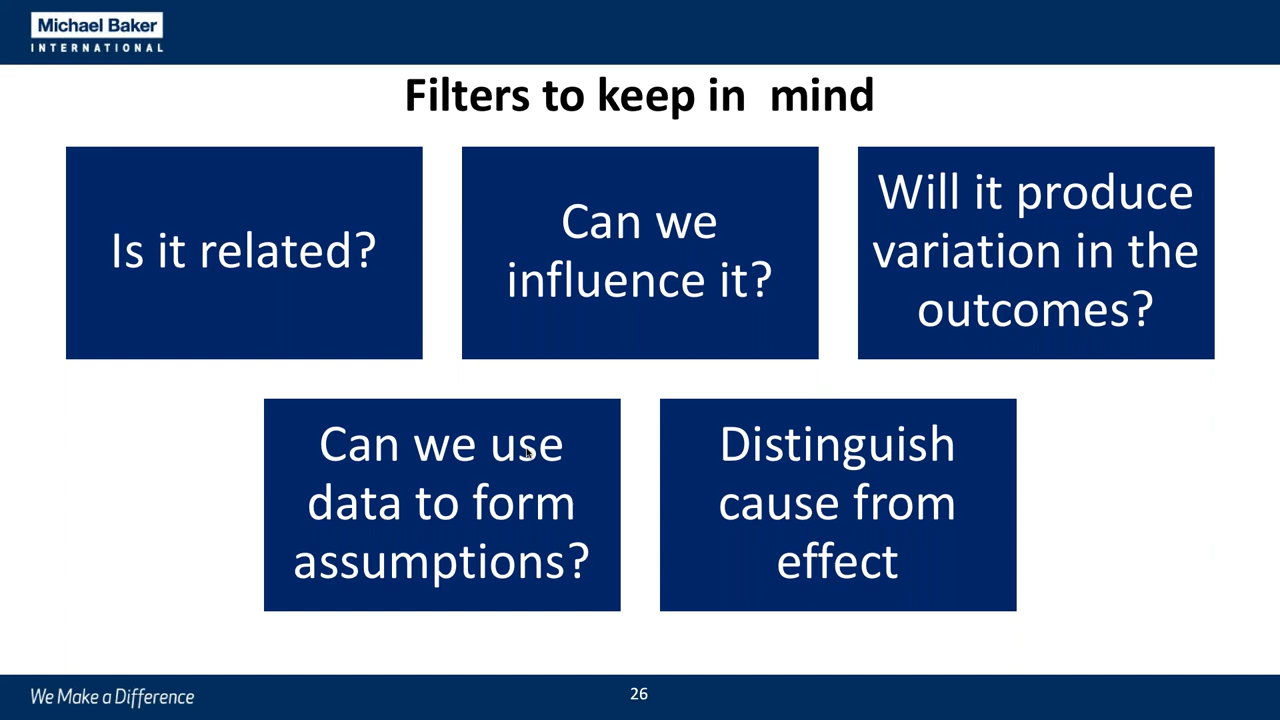 Michael Baker
INTERNATIONAL
Filters to keep in  mind
Is it related?
Can we
influence it?
Will it produce
variation in the
outcomes?
Can we use
data to form
assumptions?
Distinguish
cause from
effect
We Make a Difference
26